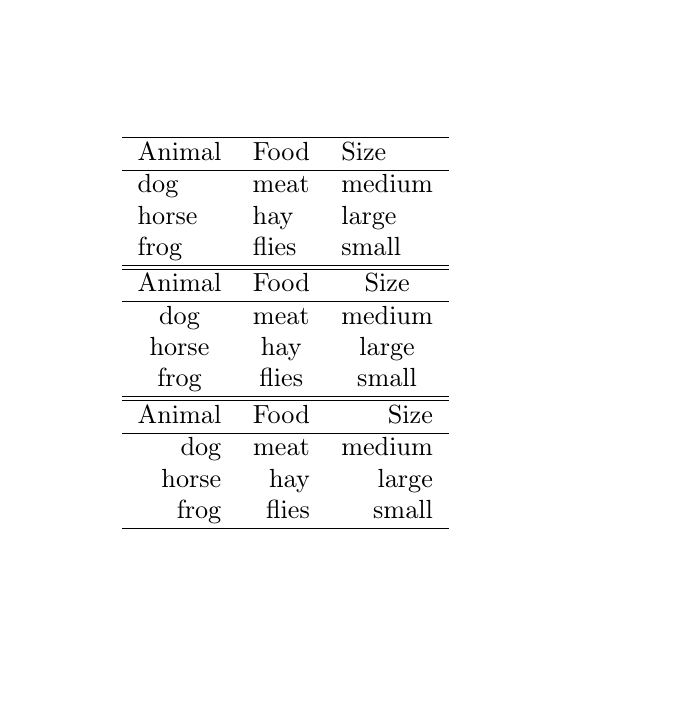 Animal Food Size
dog meat medium
horse hay large
frog flies small
Animal Food Size
dog meat medium
horse hay large
frog flies small
Animal Food Size
dog meat medium
horse hay large
frog flies small